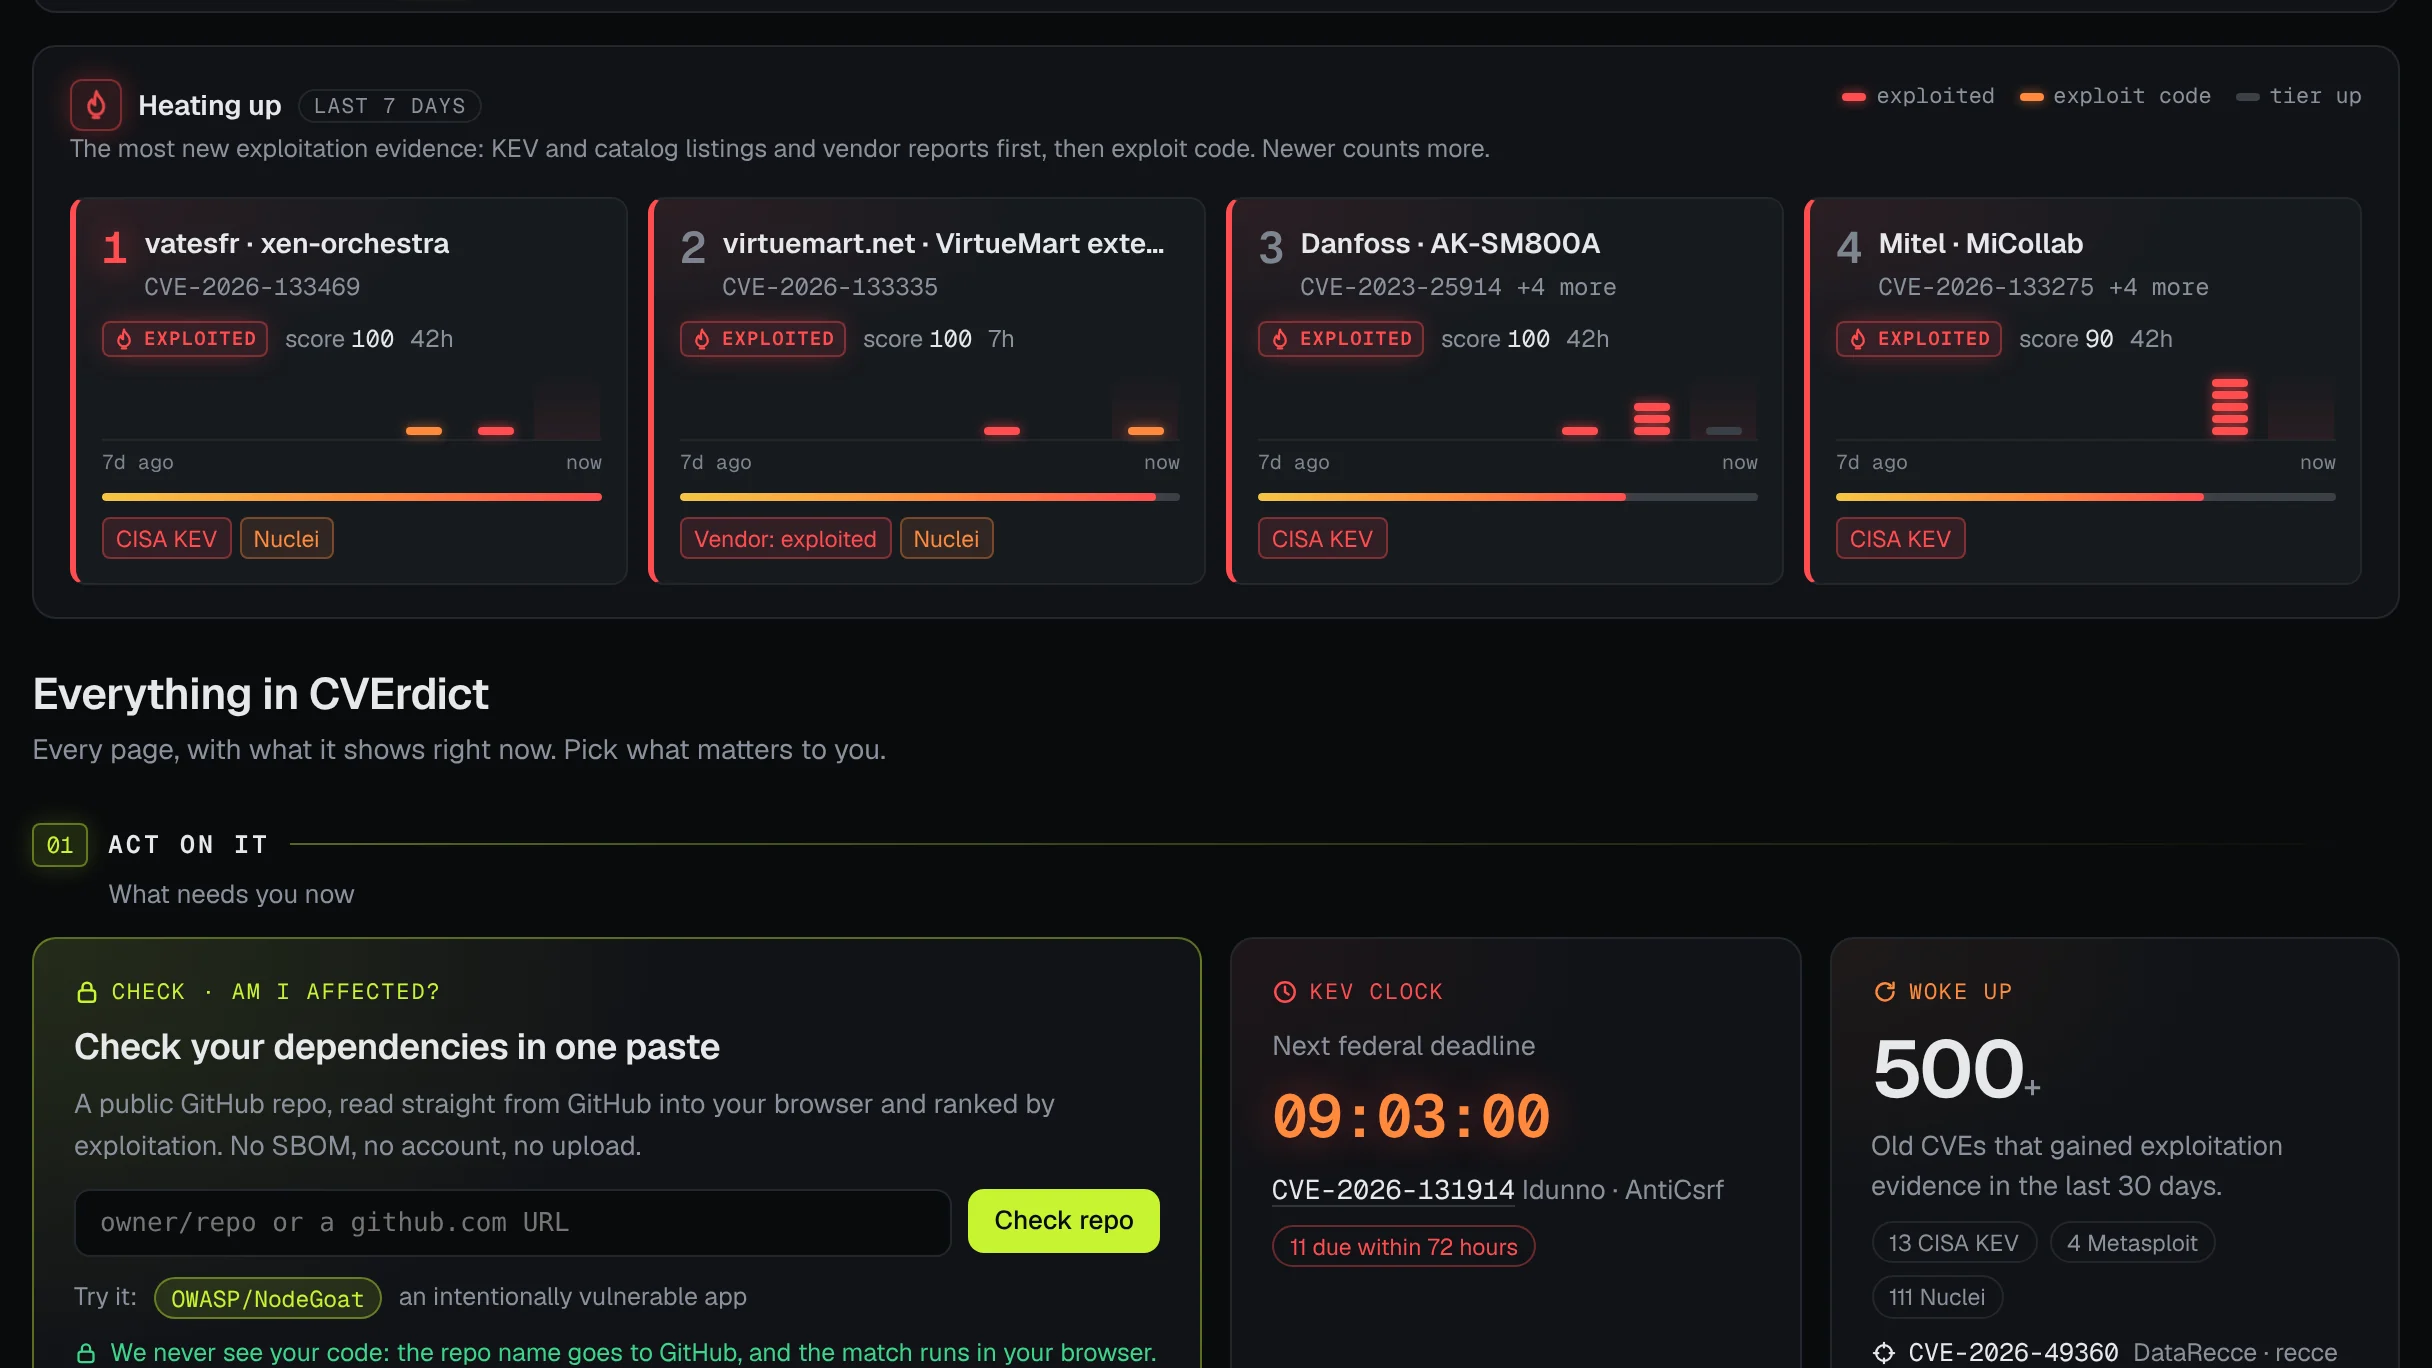 Heating up
LAST 7 DAYS
exploited
exploit code
tier up
The most new exploitation evidence: KEV and catalog listings and vendor reports first, then exploit code. Newer counts more.
1 vatesfr · xen-orchestra
CVE-2026-133469
EXPLOITED score 100 42h
7d ago now
CISA KEV Nuclei
2 virtuemart.net · VirtueMart exte…
CVE-2026-133335
EXPLOITED score 100 7h
7d ago now
Vendor: exploited Nuclei
3 Danfoss · AK-SM800A
CVE-2023-25914 +4 more
EXPLOITED score 100 42h
7d ago now
CISA KEV
4 Mitel · MiCollab
CVE-2026-133275 +4 more
EXPLOITED score 90 42h
7d ago now
CISA KEV
Everything in CVErdict
Every page, with what it shows right now. Pick what matters to you.
01 ACT ON IT
What needs you now
CHECK · AM I AFFECTED?
Check your dependencies in one paste
A public GitHub repo, read straight from GitHub into your browser and ranked by
exploitation. No SBOM, no account, no upload.
owner/repo or a github.com URL
Check repo
Try it: OWASP/NodeGoat an intentionally vulnerable app
We never see your code: the repo name goes to GitHub, and the match runs in your browser.
KEV CLOCK
Next federal deadline
09:03:00
CVE-2026-131914 Idunno · AntiCsrf
11 due within 72 hours
WOKE UP
500+
Old CVEs that gained exploitation
evidence in the last 30 days.
13 CISA KEV 4 Metasploit
111 Nuclei
CVE-2026-49360 DataRecce · recce